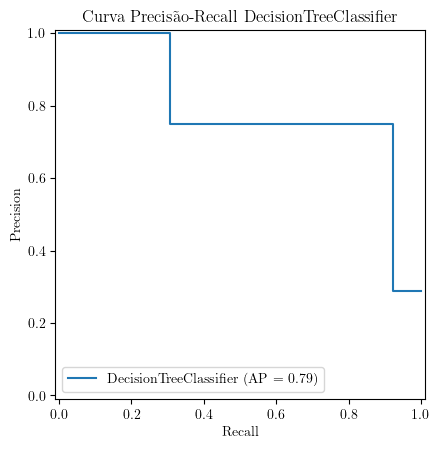 Curva Precisão-Recall DecisionTreeClassifier
1.0
0.8
0.6
0.4
0.2
0.0
Precision
DecisionTreeClassifier (AP = 0.79)
0.0 0.2 0.4 0.6 0.8 1.0
Recall